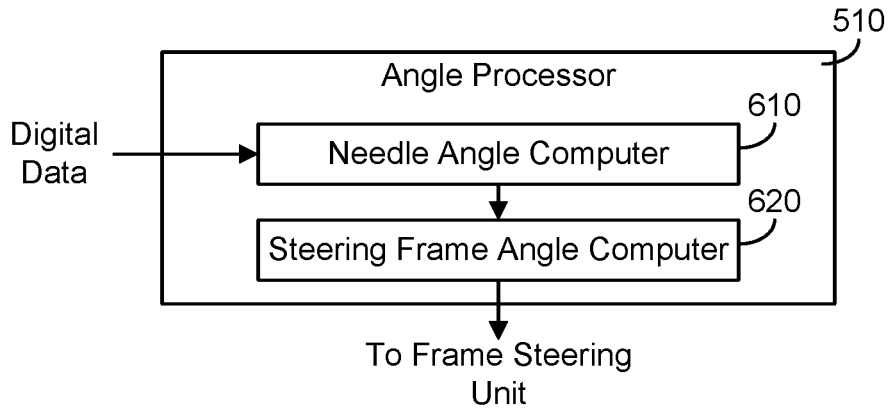 510
Angle Processor
610
Digital
Data
Needle Angle Computer
620
Steering Frame Angle Computer
To Frame Steering
Unit